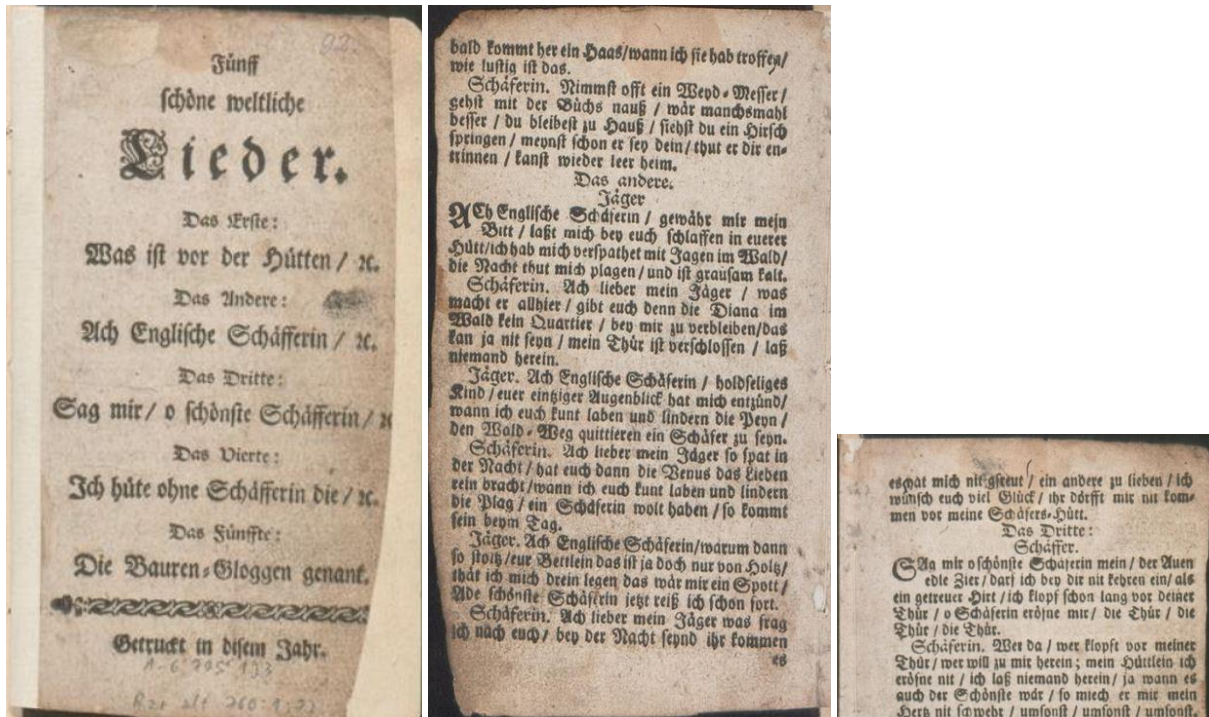 92.
Fünff
schöne weltliche
Lieder.
Das Erste:
Was ist vor der Hütten / ꝛc.
Das Andere:
Ach Englische Schäfferin / ꝛc.
Das Dritte:
Sag mir / o schönste Schäfferin / ꝛc
Das Vierte:
Ich hüte ohne Schäfferin die / ꝛc.
Das Fünffte:
Die Bauren-Gloggen genant.
Getruckt in disem Jahr.
bald kommt her ein Haas / wann ich sie hab troffen /
wie lustig ist das.
Schäferin. Nimmst offt ein Weyd-Messer /
gehst mit der Büchs nauß / wär manchsmahl
besser / du bleibest zu Hauß / siehst du ein Hirsch
springen / meynst schon er sey dein / thut er dir en-
trinnen / kanst wieder leer heim.
Das andere.
Jäger
ACh Englische Schäferin / gewähr mir mein
Bitt / laßt mich bey euch schlaffen in euerer
Hütt / ich hab mich verspathet mit Jagen im Wald /
die Nacht thut mich plagen / und ist grausam kalt.
Schäferin. Ach lieber mein Jäger / was
macht er allhier / gibt euch denn die Diana im
Wald kein Quartier / bey mir zu verbleiben / das
kan ja nit seyn / mein Thür ist verschlossen / laß
niemand herein.
Jäger. Ach Englische Schäferin / holdseliges
Kind / euer eintziger Augenblick hat mich entzünd /
wann ich euch kunt laben und lindern die Peyn /
den Wald-Weg quittieren ein Schäfer zu seyn.
Schäferin. Ach lieber mein Jäger so spat in
der Nacht / hat euch dann die Venus das Lieben
rein bracht / wann ich euch kunt laben und lindern
die Plag / ein Schäferin wolt haben / so kommt
fein beym Tag.
Jäger. Ach Englische Schäferin / warum dann
so stoltz / eur Bettlein das ist ja doch nur von Holtz /
thät ich mich drein legen das wär mir ein Spott /
Ade schönste Schäferin jetzt reiß ich schon fort.
Schäferin. Ach lieber mein Jäger was frag
ich nach euch / bey der Nacht seynd ihr kommen
es
es hat mich nit gfreut / ein andere zu lieben / ich
wünsch euch viel Glück / ihr dörfft mir nit kom-
men vor meine Schäfers-Hütt.
Das Dritte:
Schäffer.
SAg mir o schönste Schäferin mein / der Auen
edle Zier / darf ich bey dir nit kehren ein / als
ein getreuer Hirt / ich klopf schon lang vor deiner
Thür / o Schäferin eröfne mir / die Thür / die
Thür / die Thür.
Schäferin. Wer da / wer klopft vor meiner
Thür / wer will zu mir herein ; mein Hüttlein ich
eröfne nit / ich laß niemand herein / ja wann es
auch der Schönste wär / so miech er mir mein
Hertz nit schwehr / umsonst / umsonst / umsonst.